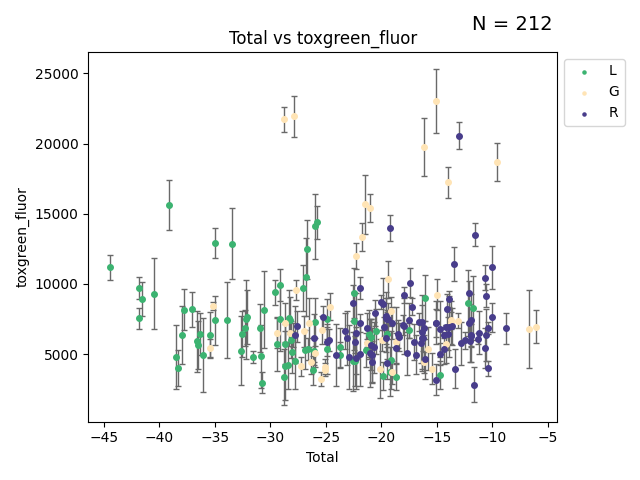 N = 212
Total vs toxgreen_fluor
L
G
R
25000
20000
15000
10000
5000
toxgreen_fluor
−45 −40 −35 −30 −25 −20 −15 −10 −5
Total